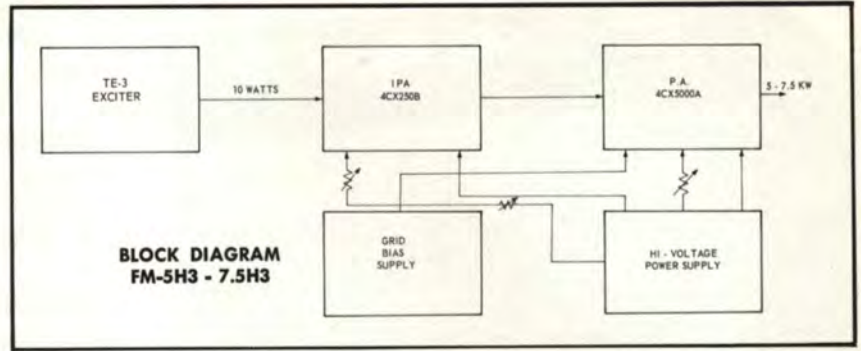 TE-3
EXCITER
10 WATTS
IPA
4CX250B
P.A.
4CX5000A
5 - 7.5 KW
GRID
BIAS
SUPPLY
HI - VOLTAGE
POWER SUPPLY
BLOCK DIAGRAM
FM-5H3 - 7.5H3